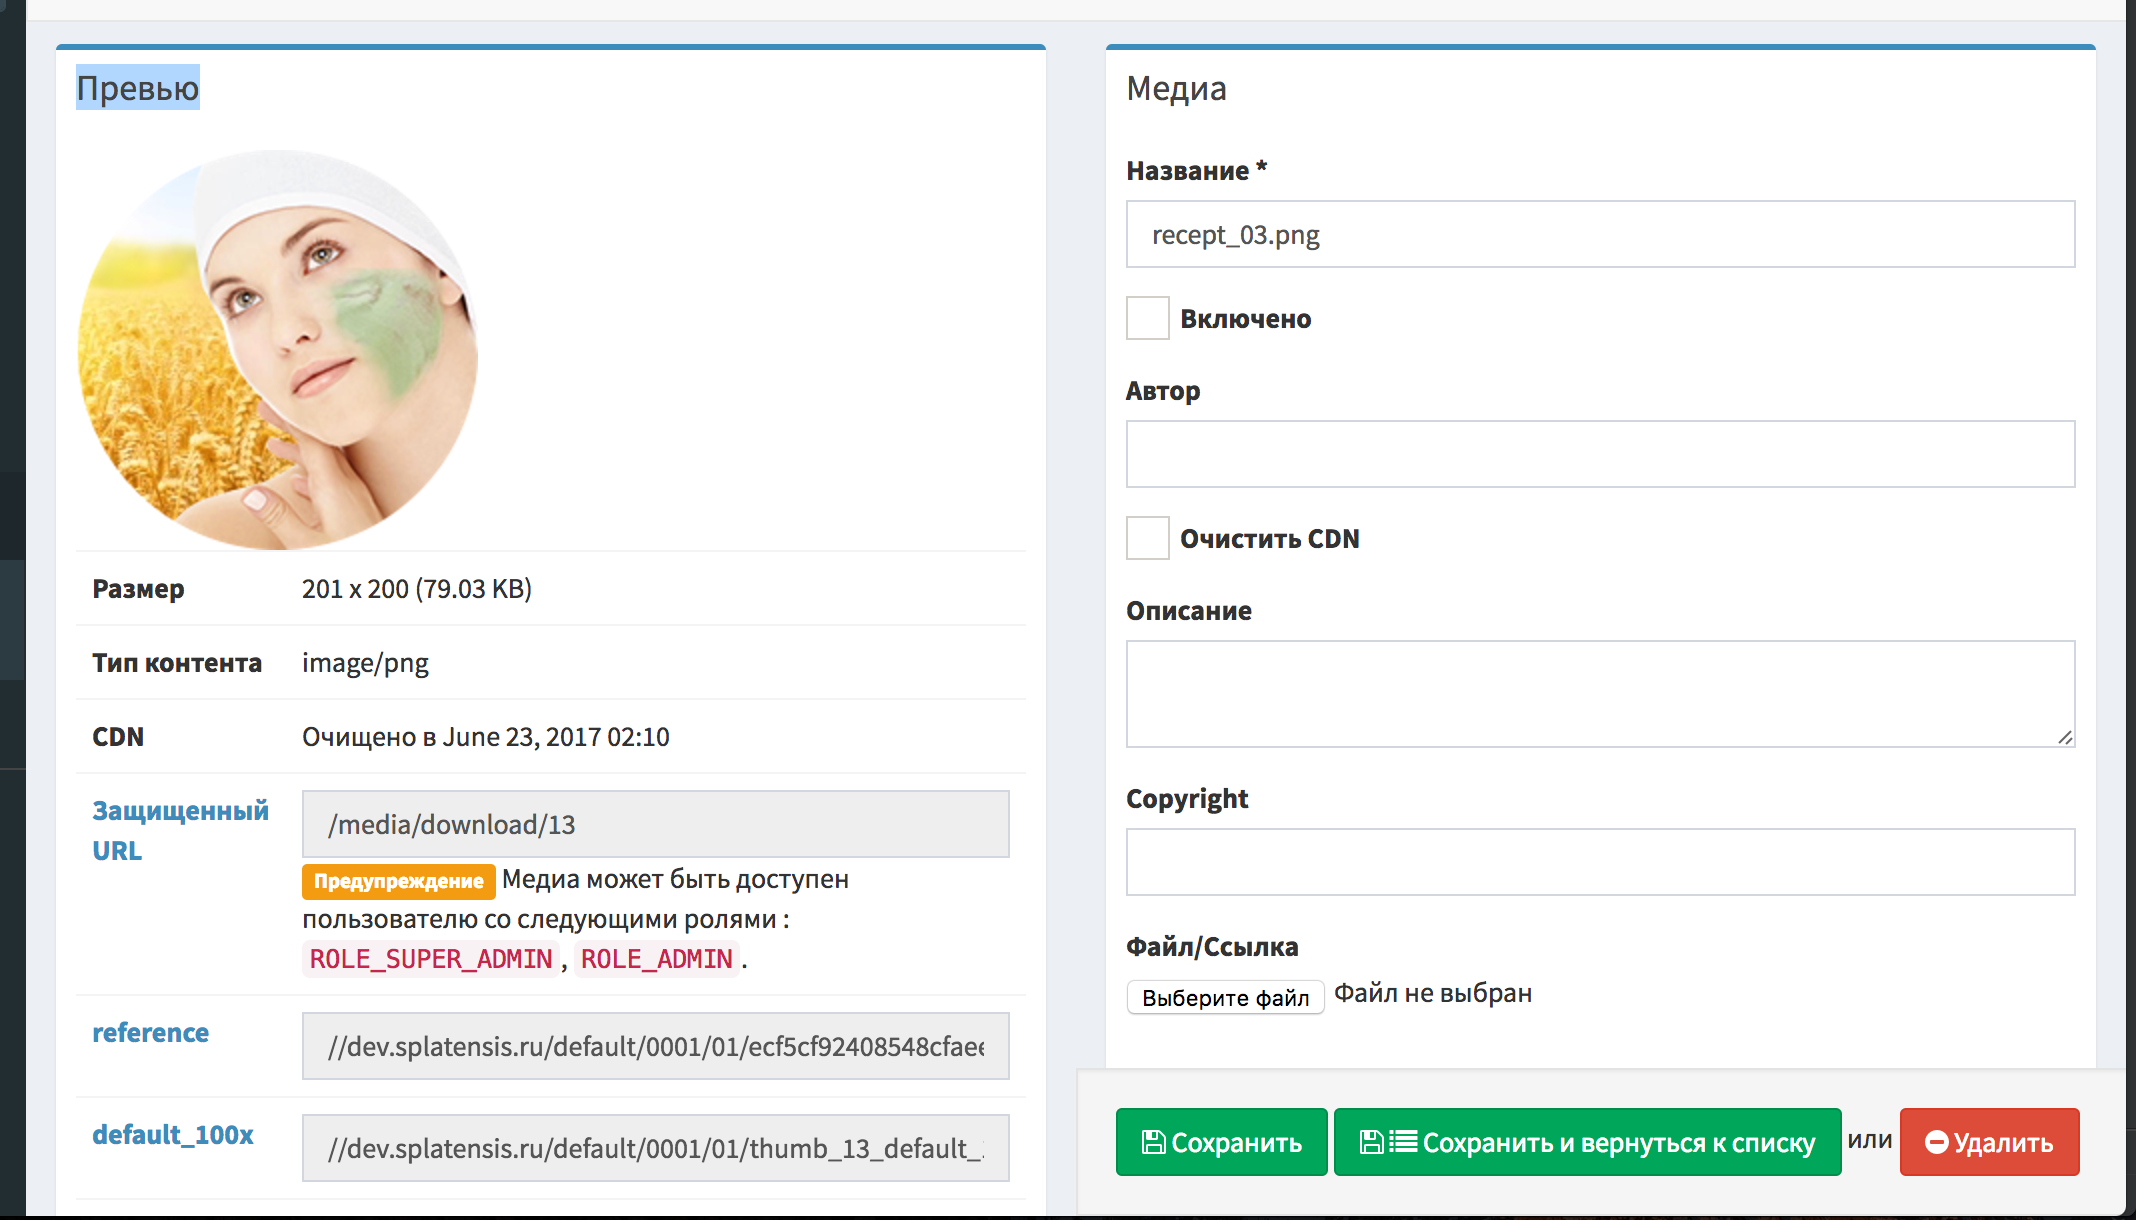 Превью
Размер 201 x 200 (79.03 KB)
Тип контента image/png
CDN Очищено в June 23, 2017 02:10
Защищенный URL
/media/download/13
Предупреждение Медиа может быть доступен
пользователю со следующими ролями :
ROLE_SUPER_ADMIN , ROLE_ADMIN .
reference //dev.splatensis.ru/default/0001/01/ecf5cf92408548cfaee
default_100x //dev.splatensis.ru/default/0001/01/thumb_13_default_
Медиа
Название *
recept_03.png
Включено
Автор
Очистить CDN
Описание
Copyright
Файл/Ссылка
Выберите файл Файл не выбран
Сохранить Сохранить и вернуться к списку или Удалить